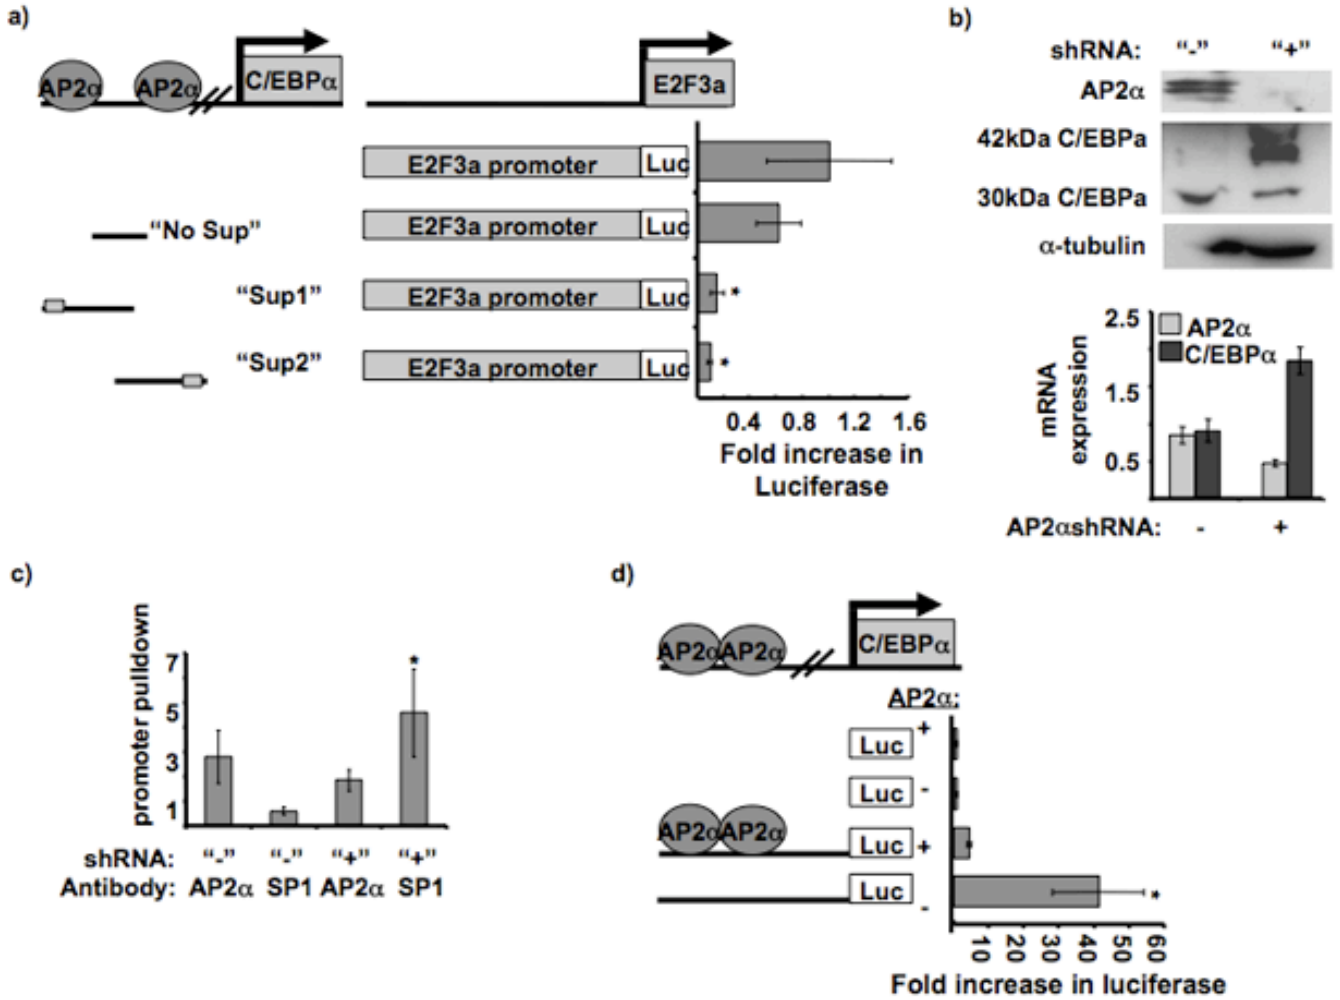 a)
AP2α AP2α C/EBPα E2F3a
E2F3a promoter Luc
"No Sup" E2F3a promoter Luc
"Sup1" E2F3a promoter Luc *
"Sup2" E2F3a promoter Luc *
0.4 0.8 1.2 1.6
Fold increase in
Luciferase
b)
shRNA: "-" "+"
AP2α
42kDa C/EBPa
30kDa C/EBPa
α-tubulin
2.5
1.5
0.5
mRNA
expression
AP2α
C/EBPα
AP2αshRNA: - +
c)
promoter pulldown
7
5
3
1
*
shRNA: "-" "-" "+" "+"
Antibody: AP2α SP1 AP2α SP1
d)
AP2α AP2α C/EBPα
AP2α:
Luc +
Luc -
AP2α AP2α Luc +
Luc - *
10 20 30 40 50 60
Fold increase in luciferase